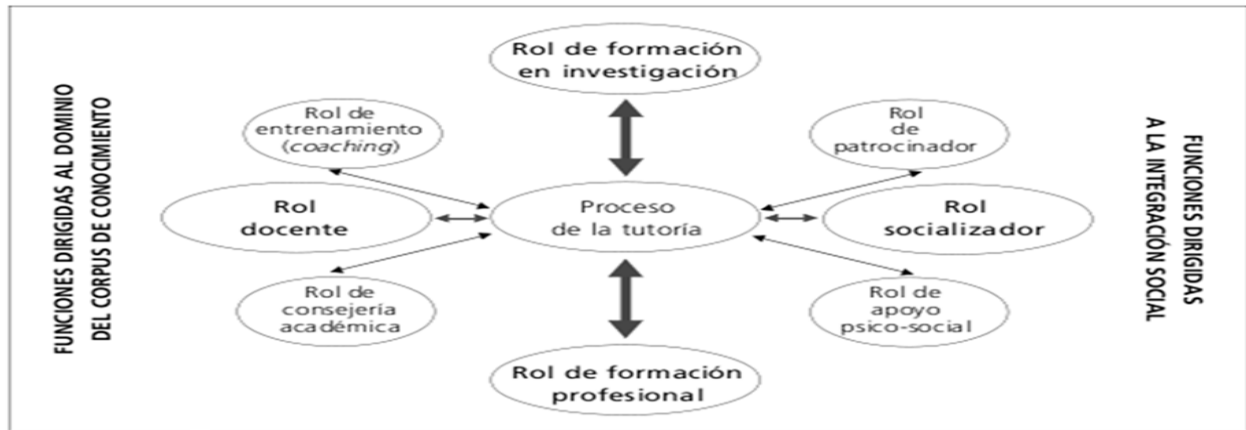 FUNCIONES DIRIGIDAS AL DOMINIO
DEL CORPUS DE CONOCIMIENTO
Rol de formación
en investigación
Rol de
entrenamiento
(coaching)
Rol
de
patrocinador
Rol
docente
Proceso
de la tutoría
Rol
socializador
Rol de
consejería
académica
Rol de
apoyo
psico-social
Rol de formación
profesional
FUNCIONES DIRIGIDAS
A LA INTEGRACIÓN SOCIAL